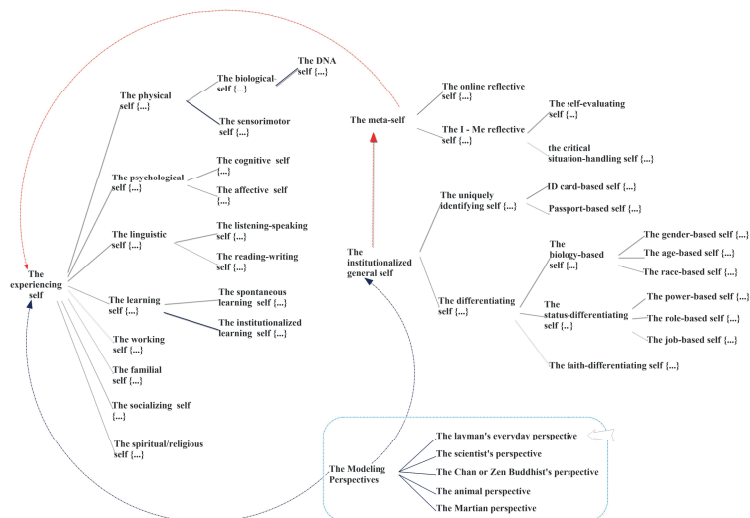 The DNA
self {...}
The biological
self {...}
The physical
self {...}
The sensorimotor
self {...}
The cognitive self
{...}
The psychological
self {...}
The affective self
{...}
The listening-speaking
self {...}
The linguistic
self {...}
The reading-writing
self {...}
The
experiencing
self
The spontaneous
learning self {...}
The learning
self {...}
The institutionalized
learning self {...}
The working
self {...}
The familial
self {...}
The socializing self
{...}
The spiritual/religious
self {...}
The meta-self
The online reflective
self {...}
The I - Me reflective
self {...}
The self-evaluating
self {..}
the critical
situation-handling self {...}
The
institutionalized
general self
The uniquely
identifying self {...}
ID card-based self {...}
Passport-based self {...}
The differentiating
self {...}
The
biology-based
self {..}
The gender-based self {...}
The age-based self {...}
The race-based self {...}
The
status-differentiating
self {..}
The power-based self {...}
The role-based self {...}
The job-based self {...}
The faith-differentiating self {...}
The Modeling
Perspectives
The layman's everyday perspective
The scientist's perspective
The Chan or Zen Buddhist's perspective
The animal perspective
The Martian perspective